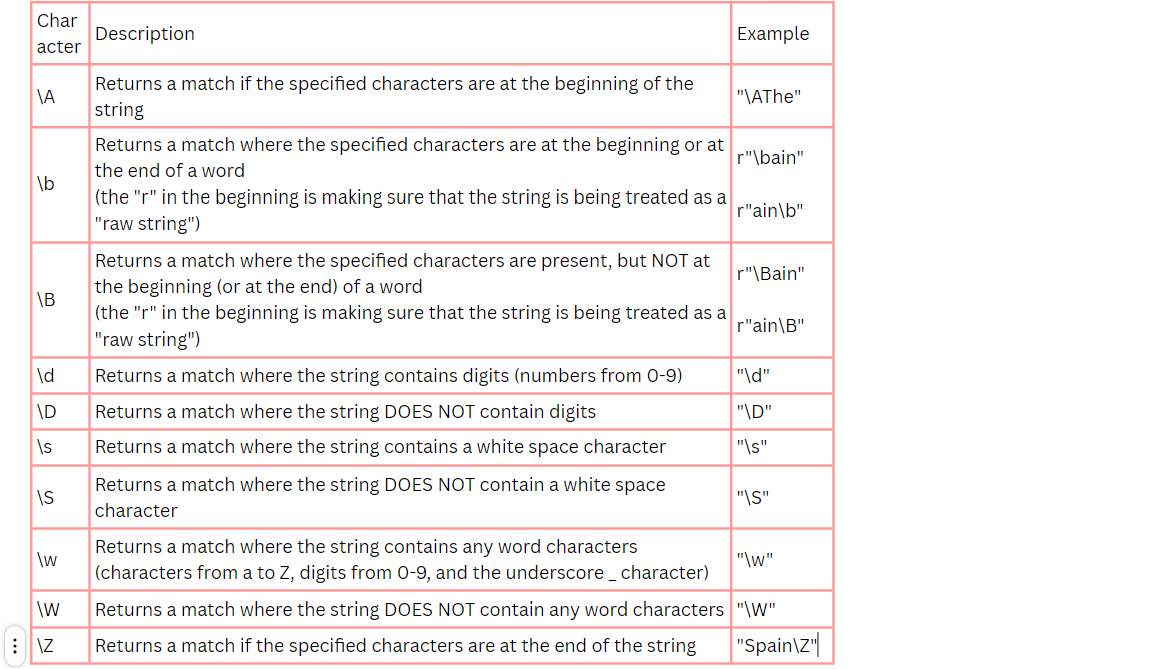 Char
acter
Description
Example
\A
Returns a match if the specified characters are at the beginning of the
string
"\AThe"
\b
Returns a match where the specified characters are at the beginning or at
the end of a word
(the "r" in the beginning is making sure that the string is being treated as a
"raw string")
r"\bain"
r"ain\b"
\B
Returns a match where the specified characters are present, but NOT at
the beginning (or at the end) of a word
(the "r" in the beginning is making sure that the string is being treated as a
"raw string")
r"\Bain"
r"ain\B"
\d
Returns a match where the string contains digits (numbers from 0-9)
"\d"
\D
Returns a match where the string DOES NOT contain digits
"\D"
\s
Returns a match where the string contains a white space character
"\s"
\S
Returns a match where the string DOES NOT contain a white space
character
"\S"
\w
Returns a match where the string contains any word characters
(characters from a to Z, digits from 0-9, and the underscore _ character)
"\w"
\W
Returns a match where the string DOES NOT contain any word characters
"\W"
\Z
Returns a match if the specified characters are at the end of the string
"Spain\Z"